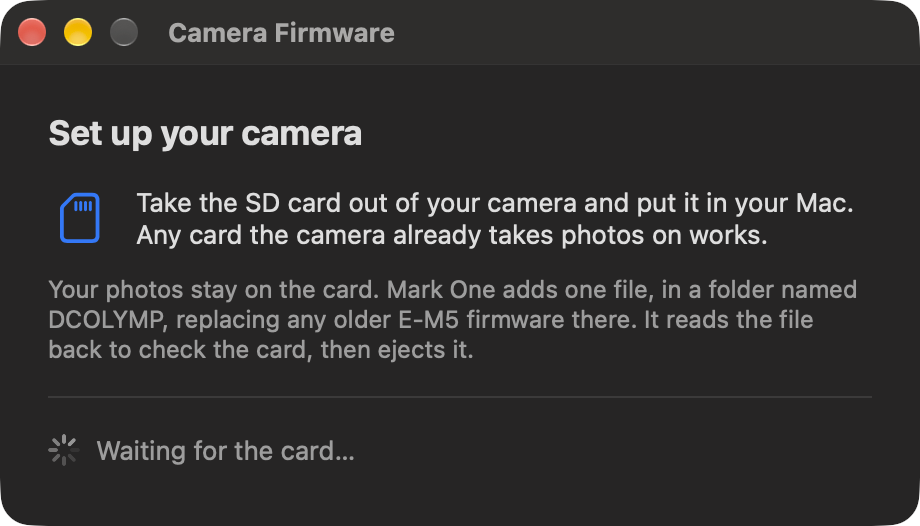 Camera Firmware
Set up your camera
Take the SD card out of your camera and put it in your Mac.
Any card the camera already takes photos on works.
Your photos stay on the card. Mark One adds one file, in a folder named
DCOLYMP, replacing any older E-M5 firmware there. It reads the file
back to check the card, then ejects it.
Waiting for the card...